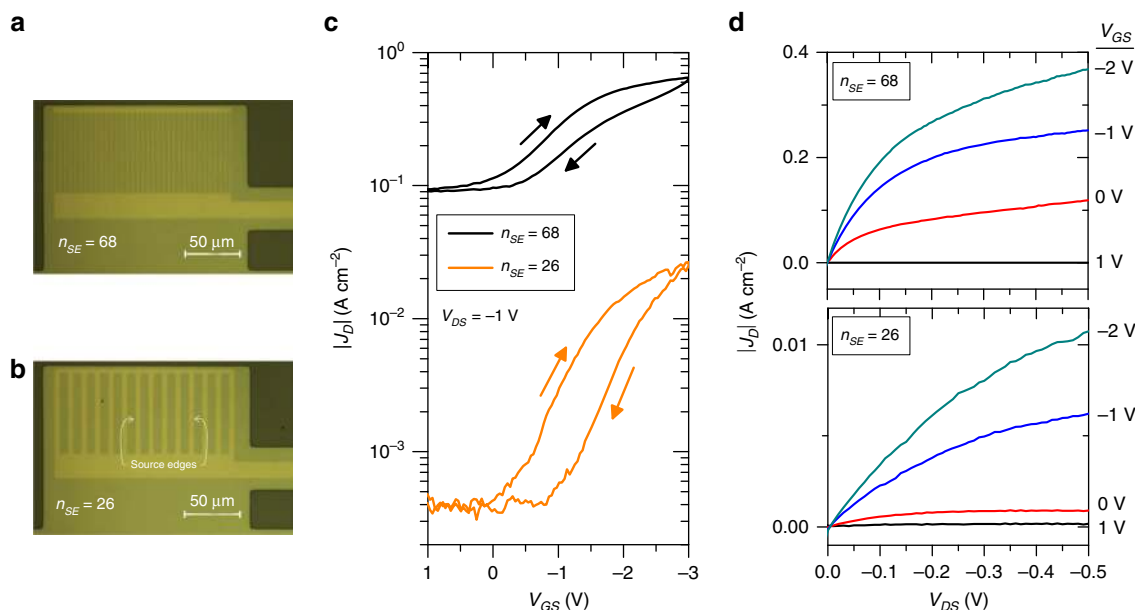 a
n_SE = 68
50 μm
b
Source edges
n_SE = 26
50 μm
c
|J_D| (A cm⁻²)
10⁰
10⁻¹
10⁻²
10⁻³
n_SE = 68
n_SE = 26
V_DS = –1 V
1 0 –1 –2 –3
V_GS (V)
d
V_GS
|J_D| (A cm⁻²)
0.4
0.2
0.0
n_SE = 68
–2 V
–1 V
0 V
1 V
0.01
0.00
n_SE = 26
–2 V
–1 V
0 V
1 V
0.0 –0.1 –0.2 –0.3 –0.4 –0.5
V_DS (V)